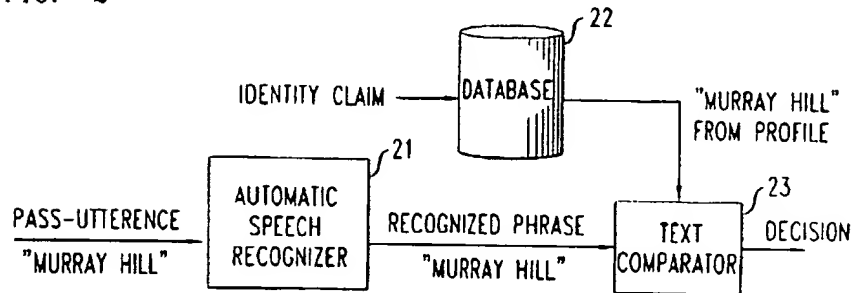 22
IDENTITY CLAIM
DATABASE
"MURRAY HILL"
FROM PROFILE
21
23
PASS-UTTERENCE
"MURRAY HILL"
AUTOMATIC
SPEECH
RECOGNIZER
RECOGNIZED PHRASE
"MURRAY HILL"
TEXT
COMPARATOR
DECISION